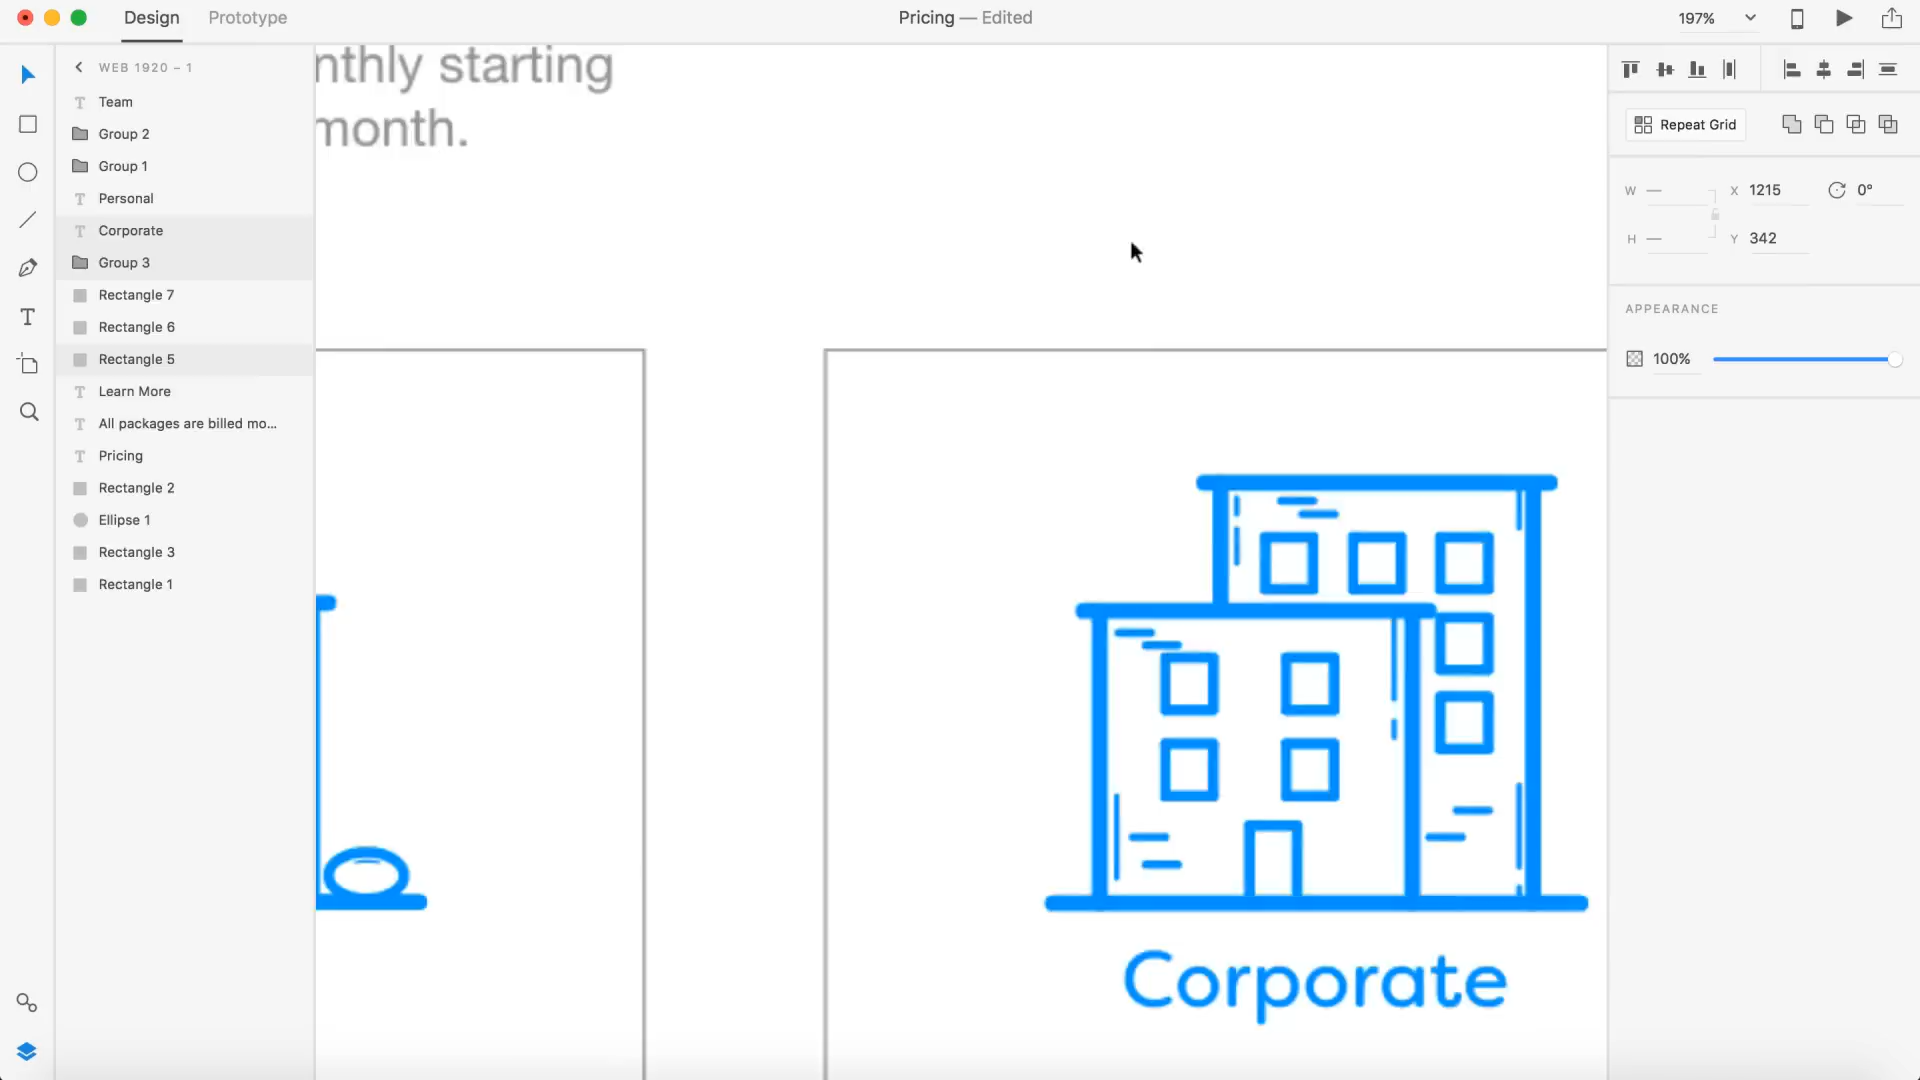 Design
Prototype
Pricing — Edited
197%
WEB 1920 – 1
Team
Group 2
Group 1
Personal
Corporate
Group 3
Rectangle 7
Rectangle 6
Rectangle 5
Learn More
All packages are billed mo...
Pricing
Rectangle 2
Ellipse 1
Rectangle 3
Rectangle 1
nthly starting
month.
Corporate
Repeat Grid
W — X 1215 0°
H — Y 342
APPEARANCE
100%